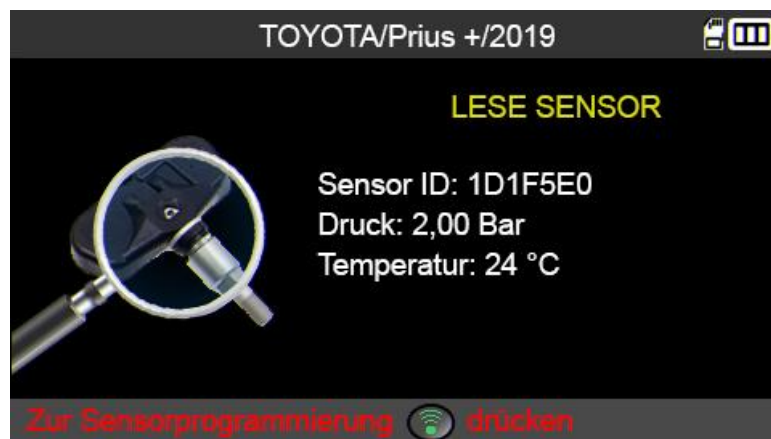 TOYOTA/Prius +/2019
LESE SENSOR
Sensor ID: 1D1F5E0
Druck: 2,00 Bar
Temperatur: 24 °C
Zur Sensorprogrammierung drücken